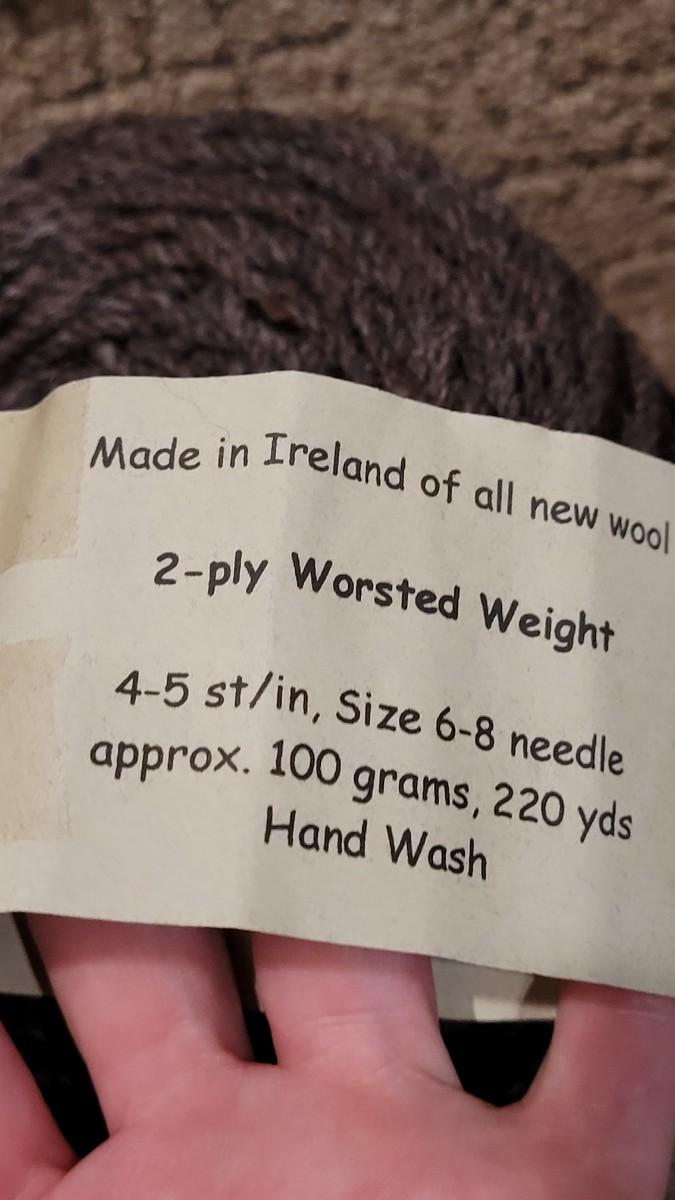 Made in Ireland of all new wool
2-ply Worsted Weight
4-5 st/in, Size 6-8 needle
approx. 100 grams, 220 yds
Hand Wash